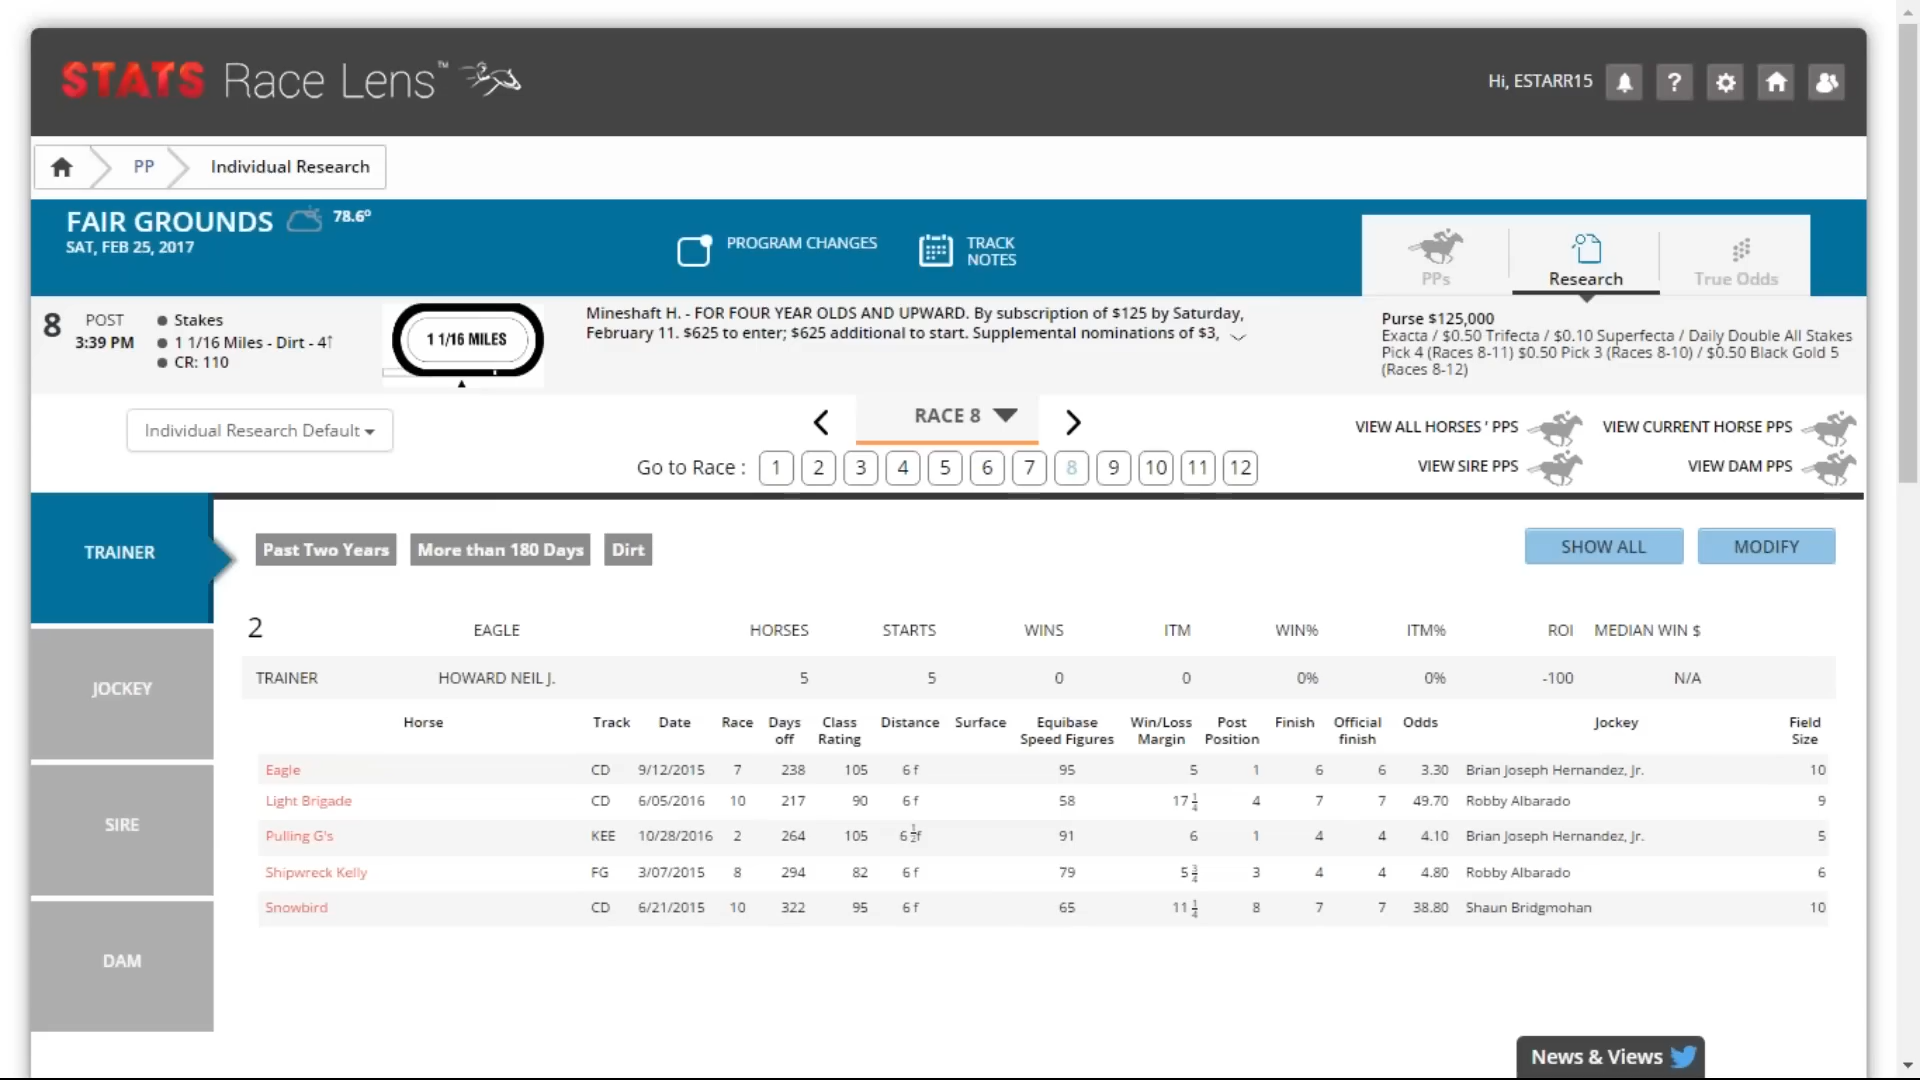 STATS Race Lens™
Hi, ESTARR15
?
PP
Individual Research
FAIR GROUNDS 78.6°
SAT, FEB 25, 2017
PROGRAM CHANGES
TRACK NOTES
PPs
Research
True Odds
8
POST
3:39 PM
Stakes
1 1/16 Miles - Dirt - 4↑
CR: 110
1 1/16 MILES
Mineshaft H. - FOR FOUR YEAR OLDS AND UPWARD. By subscription of $125 by Saturday,
February 11. $625 to enter; $625 additional to start. Supplemental nominations of $3,
Purse $125,000
Exacta / $0.50 Trifecta / $0.10 Superfecta / Daily Double All Stakes
Pick 4 (Races 8-11) $0.50 Pick 3 (Races 8-10) / $0.50 Black Gold 5
(Races 8-12)
Individual Research Default
RACE 8
Go to Race : 1 2 3 4 5 6 7 8 9 10 11 12
VIEW ALL HORSES ' PPS
VIEW CURRENT HORSE PPS
VIEW SIRE PPS
VIEW DAM PPS
TRAINER
JOCKEY
SIRE
DAM
Past Two Years More than 180 Days Dirt
SHOW ALL
MODIFY
2 EAGLE HORSES STARTS WINS ITM WIN% ITM% ROI MEDIAN WIN $
TRAINER HOWARD NEIL J. 5 5 0 0 0% 0% -100 N/A
Horse Track Date Race Days off Class Rating Distance Surface Equibase Speed Figures Win/Loss Margin Post Position Finish Official finish Odds Jockey Field Size
Eagle CD 9/12/2015 7 238 105 6 f 95 5 1 6 6 3.30 Brian Joseph Hernandez, Jr. 10
Light Brigade CD 6/05/2016 10 217 90 6 f 58 17 1/4 4 7 7 49.70 Robby Albarado 9
Pulling G's KEE 10/28/2016 2 264 105 6 1/2 f 91 6 1 4 4 4.10 Brian Joseph Hernandez, Jr. 5
Shipwreck Kelly FG 3/07/2015 8 294 82 6 f 79 5 3/4 3 4 4 4.80 Robby Albarado 6
Snowbird CD 6/21/2015 10 322 95 6 f 65 11 1/4 8 7 7 38.80 Shaun Bridgmohan 10
News & Views